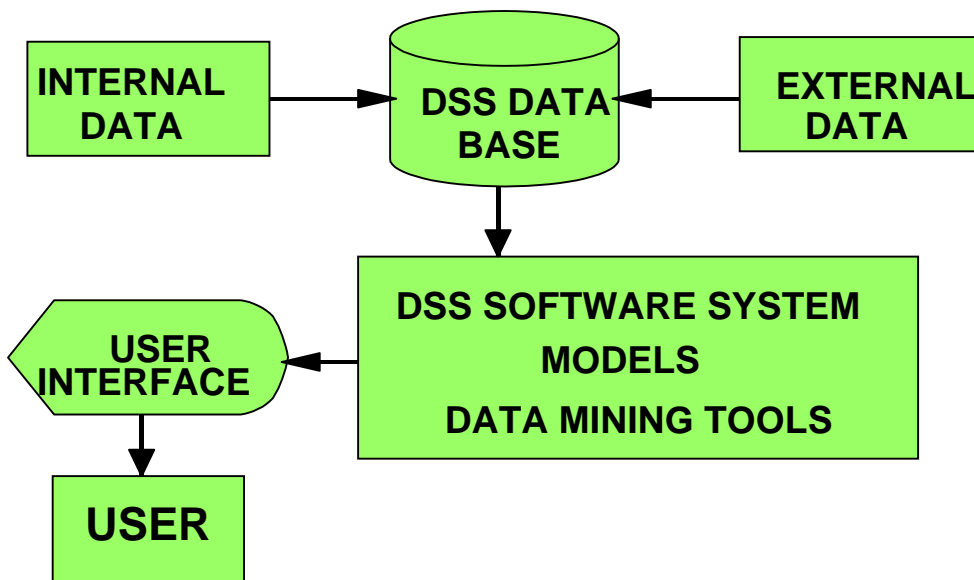 INTERNAL
DATA
DSS DATA
BASE
EXTERNAL
DATA
DSS SOFTWARE SYSTEM
MODELS
DATA MINING TOOLS
USER
INTERFACE
USER